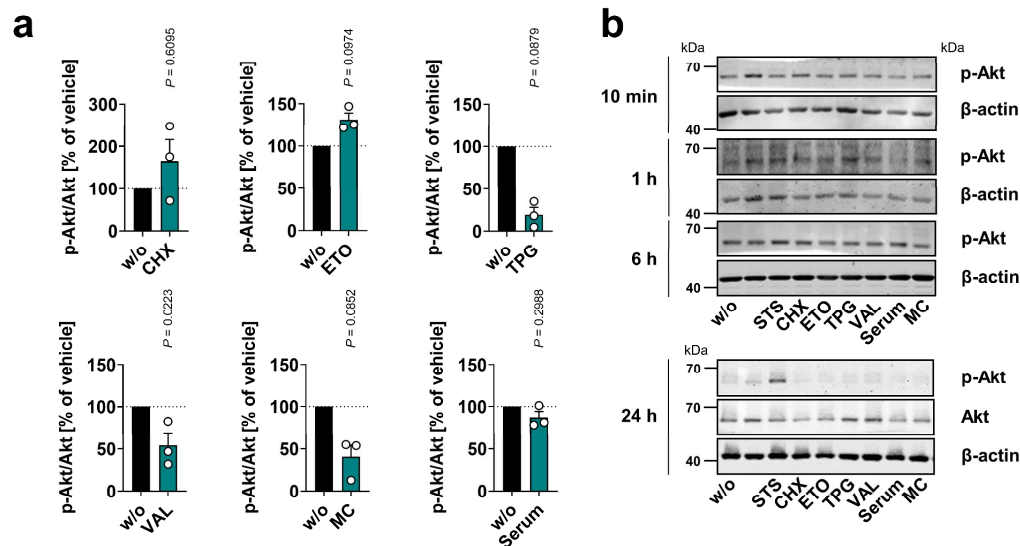 a
p-Akt/Akt [% of vehicle]
300
200
100
0
P = 0.6095
w/o
CHX
p-Akt/Akt [% of vehicle]
150
100
50
0
P = 0.0974
w/o
ETO
p-Akt/Akt [% of vehicle]
150
100
50
0
P = 0.0879
w/o
TPG
p-Akt/Akt [% of vehicle]
150
100
50
0
P = 0.0223
w/o
VAL
p-Akt/Akt [% of vehicle]
150
100
50
0
P = 0.0852
w/o
MC
p-Akt/Akt [% of vehicle]
150
100
50
0
P = 0.2988
w/o
Serum
b
kDa
kDa
10 min
70
p-Akt
40
β-actin
1 h
70
p-Akt
40
β-actin
6 h
70
p-Akt
40
β-actin
w/o
STS
CHX
ETO
TPG
VAL
Serum
MC
kDa
24 h
70
p-Akt
70
Akt
40
β-actin
w/o
STS
CHX
ETO
TPG
VAL
Serum
MC